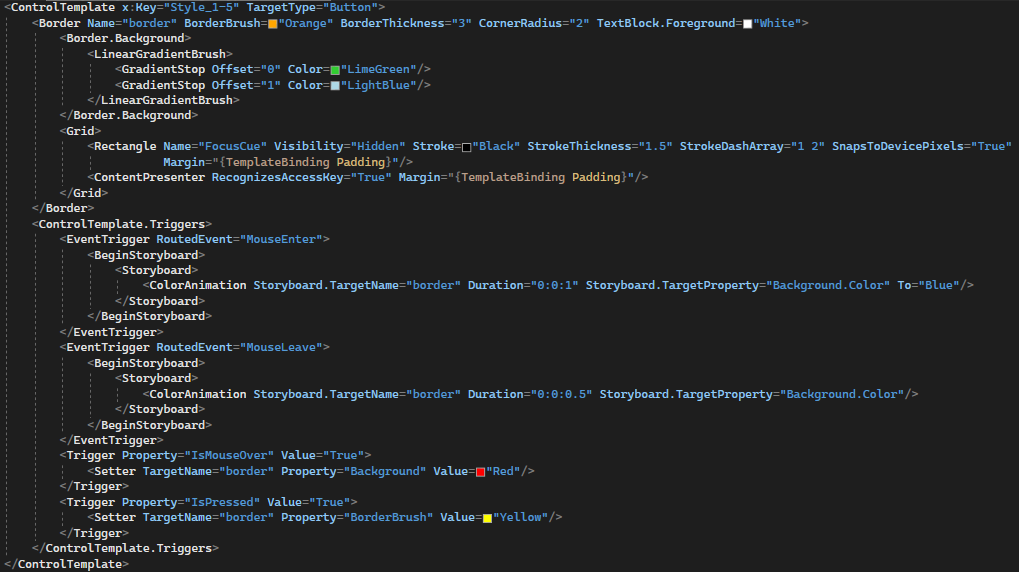 <ControlTemplate x:Key="Style_1-5" TargetType="Button">
<Border Name="border" BorderBrush="Orange" BorderThickness="3" CornerRadius="2" TextBlock.Foreground="White">
<Border.Background>
<LinearGradientBrush>
<GradientStop Offset="0" Color="LimeGreen"/>
<GradientStop Offset="1" Color="LightBlue"/>
</LinearGradientBrush>
</Border.Background>
<Grid>
<Rectangle Name="FocusCue" Visibility="Hidden" Stroke="Black" StrokeThickness="1.5" StrokeDashArray="1 2" SnapsToDevicePixels="True"
Margin="{TemplateBinding Padding}"/>
<ContentPresenter RecognizesAccessKey="True" Margin="{TemplateBinding Padding}"/>
</Grid>
</Border>
<ControlTemplate.Triggers>
<EventTrigger RoutedEvent="MouseEnter">
<BeginStoryboard>
<Storyboard>
<ColorAnimation Storyboard.TargetName="border" Duration="0:0:1" Storyboard.TargetProperty="Background.Color" To="Blue"/>
</Storyboard>
</BeginStoryboard>
</EventTrigger>
<EventTrigger RoutedEvent="MouseLeave">
<BeginStoryboard>
<Storyboard>
<ColorAnimation Storyboard.TargetName="border" Duration="0:0:0.5" Storyboard.TargetProperty="Background.Color"/>
</Storyboard>
</BeginStoryboard>
</EventTrigger>
<Trigger Property="IsMouseOver" Value="True">
<Setter TargetName="border" Property="Background" Value="Red"/>
</Trigger>
<Trigger Property="IsPressed" Value="True">
<Setter TargetName="border" Property="BorderBrush" Value="Yellow"/>
</Trigger>
</ControlTemplate.Triggers>
</ControlTemplate>